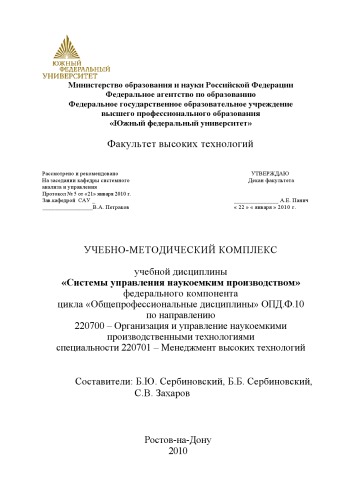 ЮЖНЫЙ
ФЕДЕРАЛЬНЫЙ
УНИВЕРСИТЕТ
Министерство образования и науки Российской Федерации
Федеральное агентство по образованию
Федеральное государственное образовательное учреждение
высшего профессионального образования
«Южный федеральный университет»
Факультет высоких технологий
Рассмотрено и рекомендовано
На заседании кафедры системного
анализа и управления
Протокол № 5 от «21» января 2010 г.
Зав.кафедрой САУ
В.А. Петраков
УТВЕРЖДАЮ
Декан факультета
А.Е. Панич
« 22 » « января » 2010 г.
УЧЕБНО-МЕТОДИЧЕСКИЙ КОМПЛЕКС
учебной дисциплины
«Системы управления наукоемким производством»
федерального компонента
цикла «Общепрофессиональные дисциплины» ОПД.Ф.10
по направлению
220700 – Организация и управление наукоемкими
производственными технологиями
специальности 220701 – Менеджмент высоких технологий
Составители: Б.Ю. Сербиновский, Б.Б. Сербиновский,
С.В. Захаров
Ростов-на-Дону
2010